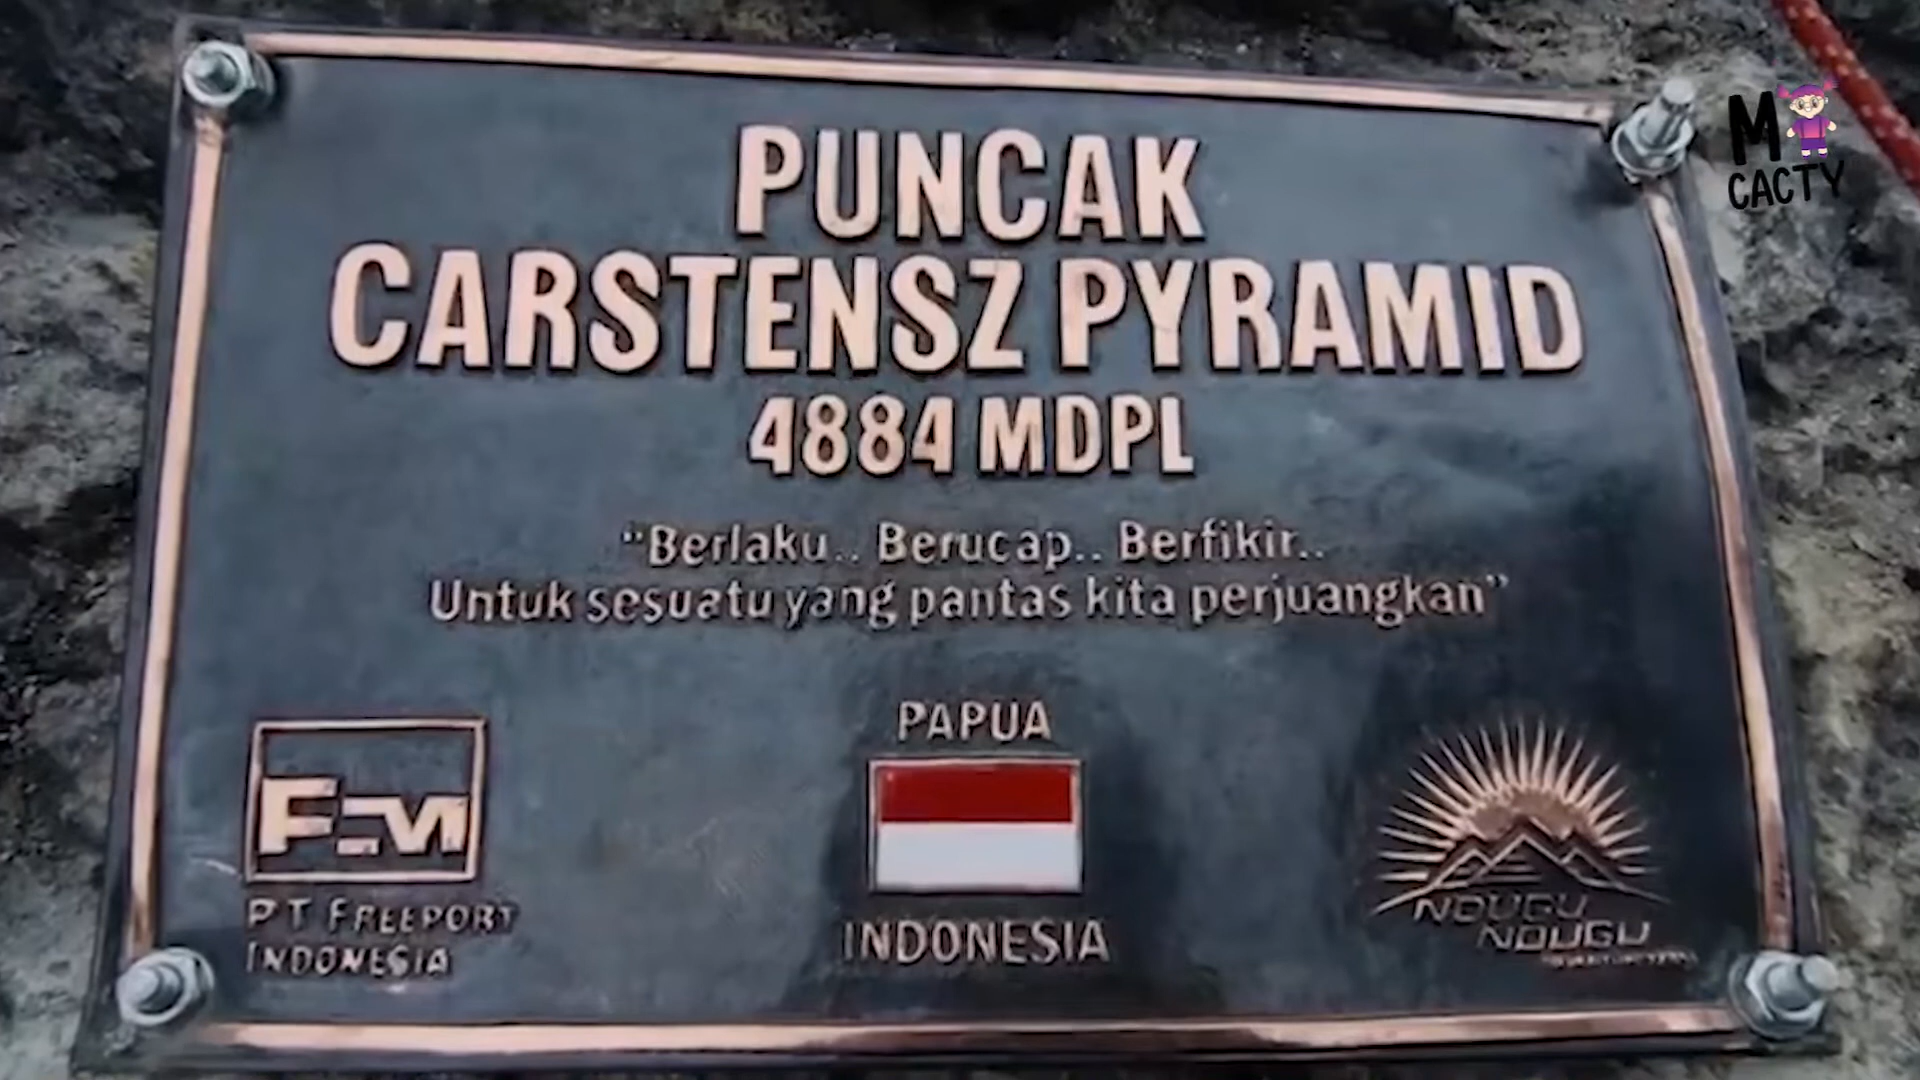 PUNCAK
CARSTENSZ PYRAMID
4884 MDPL
"Berlaku.. Berucap.. Berfikir..
Untuk sesuatu yang pantas kita perjuangkan"
PAPUA
INDONESIA
PT FREEPORT
INDONESIA
NDUGU
NDUGU
M
CACTY